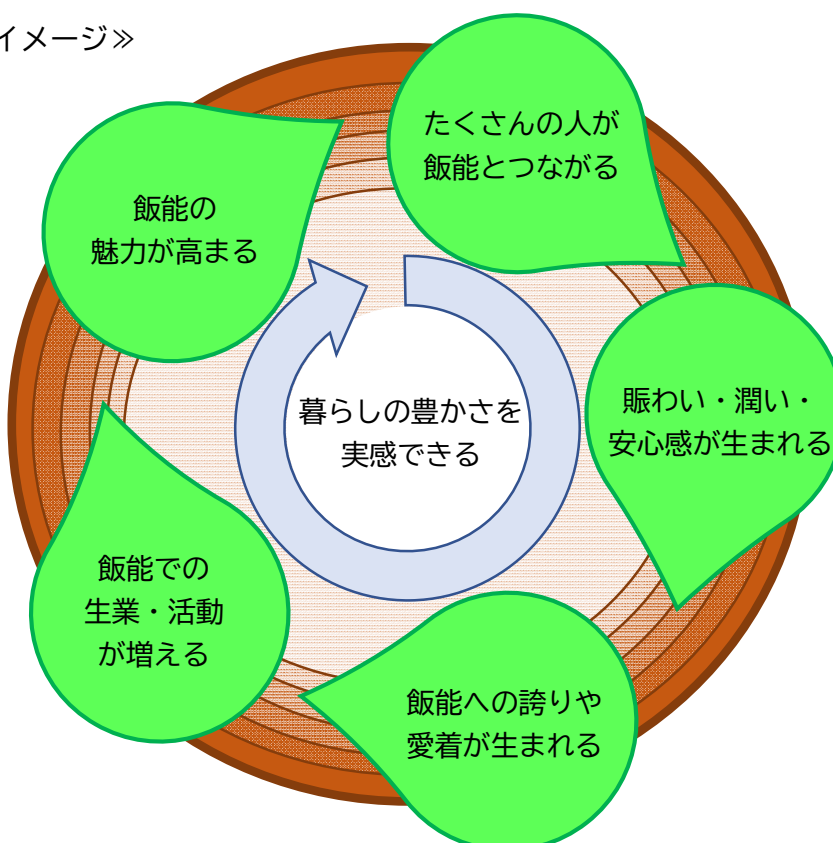 イメージ≫
たくさんの人が
飯能とつながる
飯能の
魅力が高まる
賑わい・潤い・
安心感が生まれる
暮らしの豊かさを
実感できる
飯能での
生業・活動
が増える
飯能への誇りや
愛着が生まれる